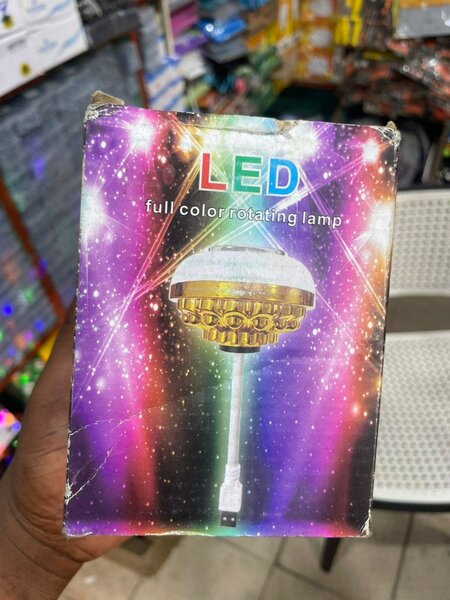 LED
full color rotating lamp